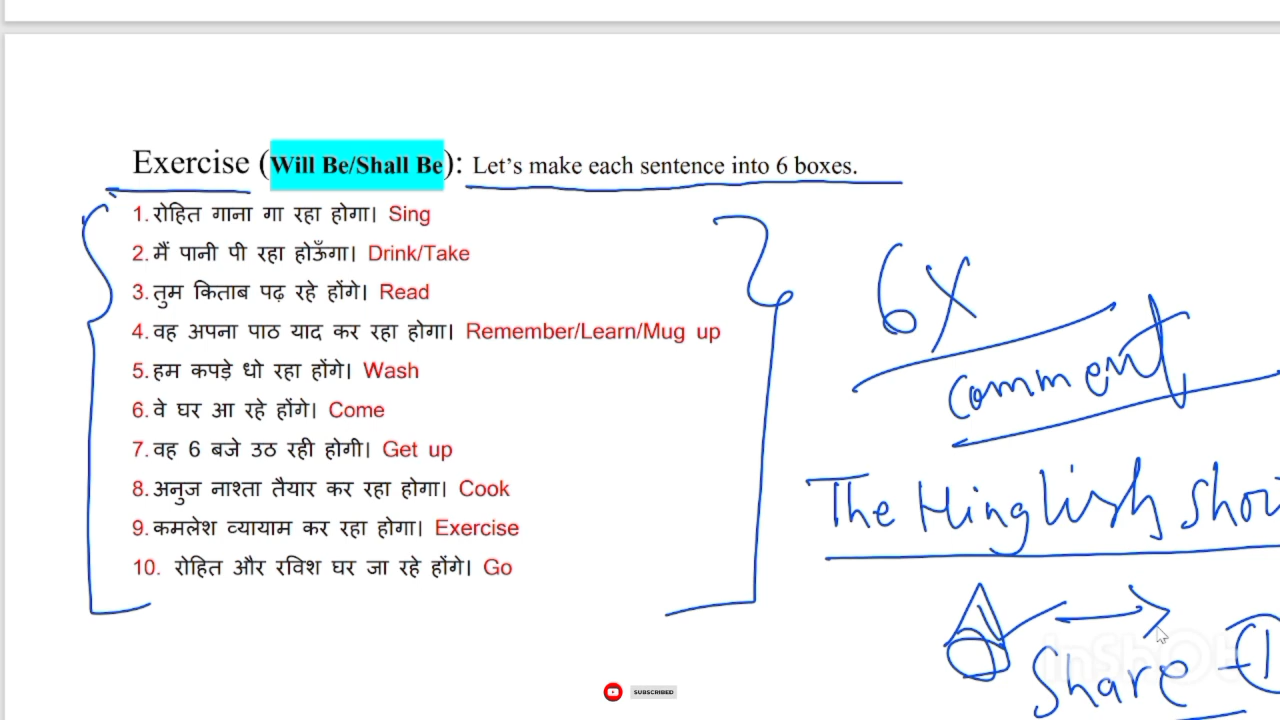 Exercise (Will Be/Shall Be): Let's make each sentence into 6 boxes.
1. रोहित गाना गा रहा होगा। Sing
2. मैं पानी पी रहा होऊँगा। Drink/Take
3. तुम किताब पढ़ रहे होंगे। Read
4. वह अपना पाठ याद कर रहा होगा। Remember/Learn/Mug up
5. हम कपड़े धो रहा होंगे। Wash
6. वे घर आ रहे होंगे। Come
7. वह 6 बजे उठ रही होगी। Get up
8. अनुज नाश्ता तैयार कर रहा होगा। Cook
9. कमलेश व्यायाम कर रहा होगा। Exercise
10. रोहित और रविश घर जा रहे होंगे। Go
6X
Comment
The Hinglish
Share
InShOt
SUBSCRIBED